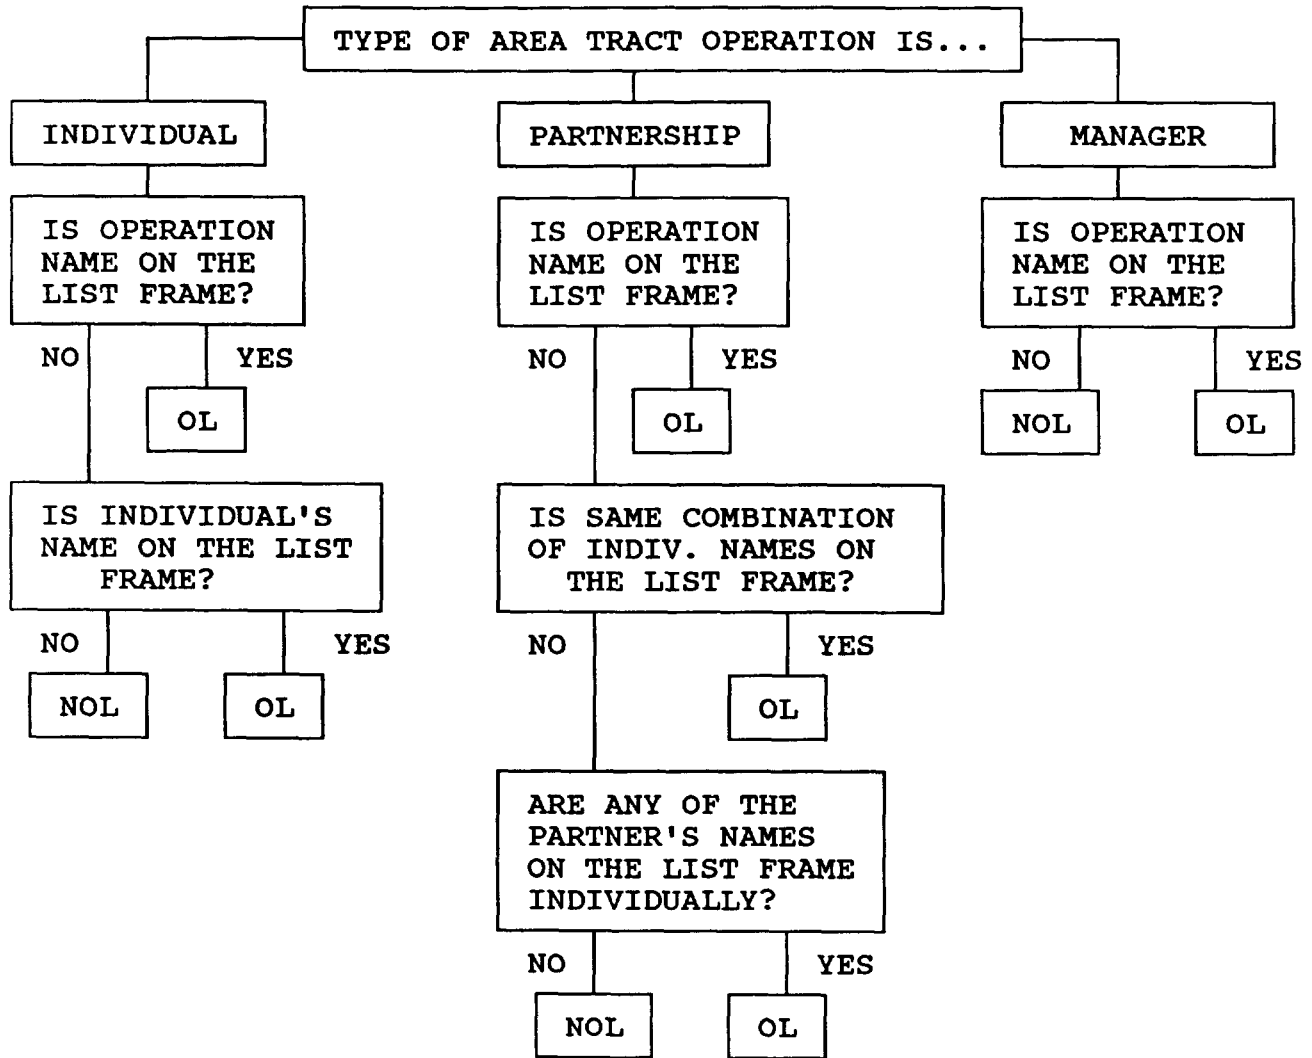 TYPE OF AREA TRACT OPERATION IS...
INDIVIDUAL
PARTNERSHIP
MANAGER
IS OPERATION
NAME ON THE
LIST FRAME?
IS OPERATION
NAME ON THE
LIST FRAME?
IS OPERATION
NAME ON THE
LIST FRAME?
NO
YES
NO
YES
NO
YES
OL
OL
NOL
OL
IS INDIVIDUAL'S
NAME ON THE LIST
FRAME?
IS SAME COMBINATION
OF INDIV. NAMES ON
THE LIST FRAME?
NO
YES
NO
YES
NOL
OL
OL
ARE ANY OF THE
PARTNER'S NAMES
ON THE LIST FRAME
INDIVIDUALLY?
NO
YES
NOL
OL